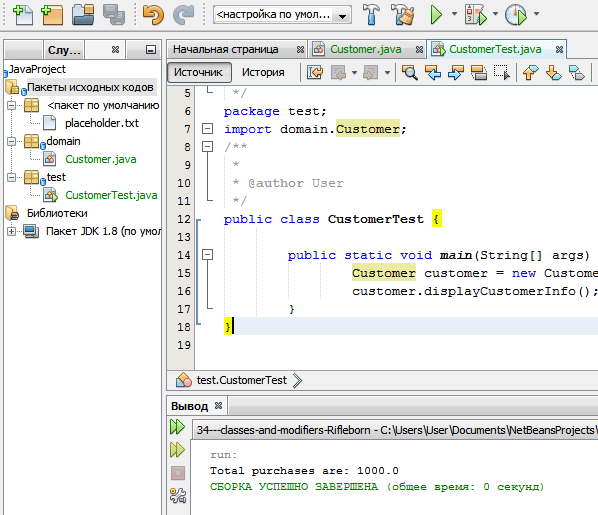 <настройка по умол...
Слу...
JavaProject
Пакеты исходных кодов
<пакет по умолчанию
placeholder.txt
domain
Customer.java
test
CustomerTest.java
Библиотеки
Пакет JDK 1.8 (по умол
Начальная страница
Customer.java
CustomerTest.java
Источник
История
5 */
6 package test;
7 import domain.Customer;
8 /**
9 *
10 * @author User
11 */
12 public class CustomerTest {
13
14 public static void main(String[] args)
15 Customer customer = new Custome
16 customer.displayCustomerInfo();
17 }
18 }
19
test.CustomerTest
Вывод
34---classes-and-modifiers-Rifleborn - C:\Users\User\Documents\NetBeansProjects\
run:
Total purchases are: 1000.0
СБОРКА УСПЕШНО ЗАВЕРШЕНА (общее время: 0 секунд)